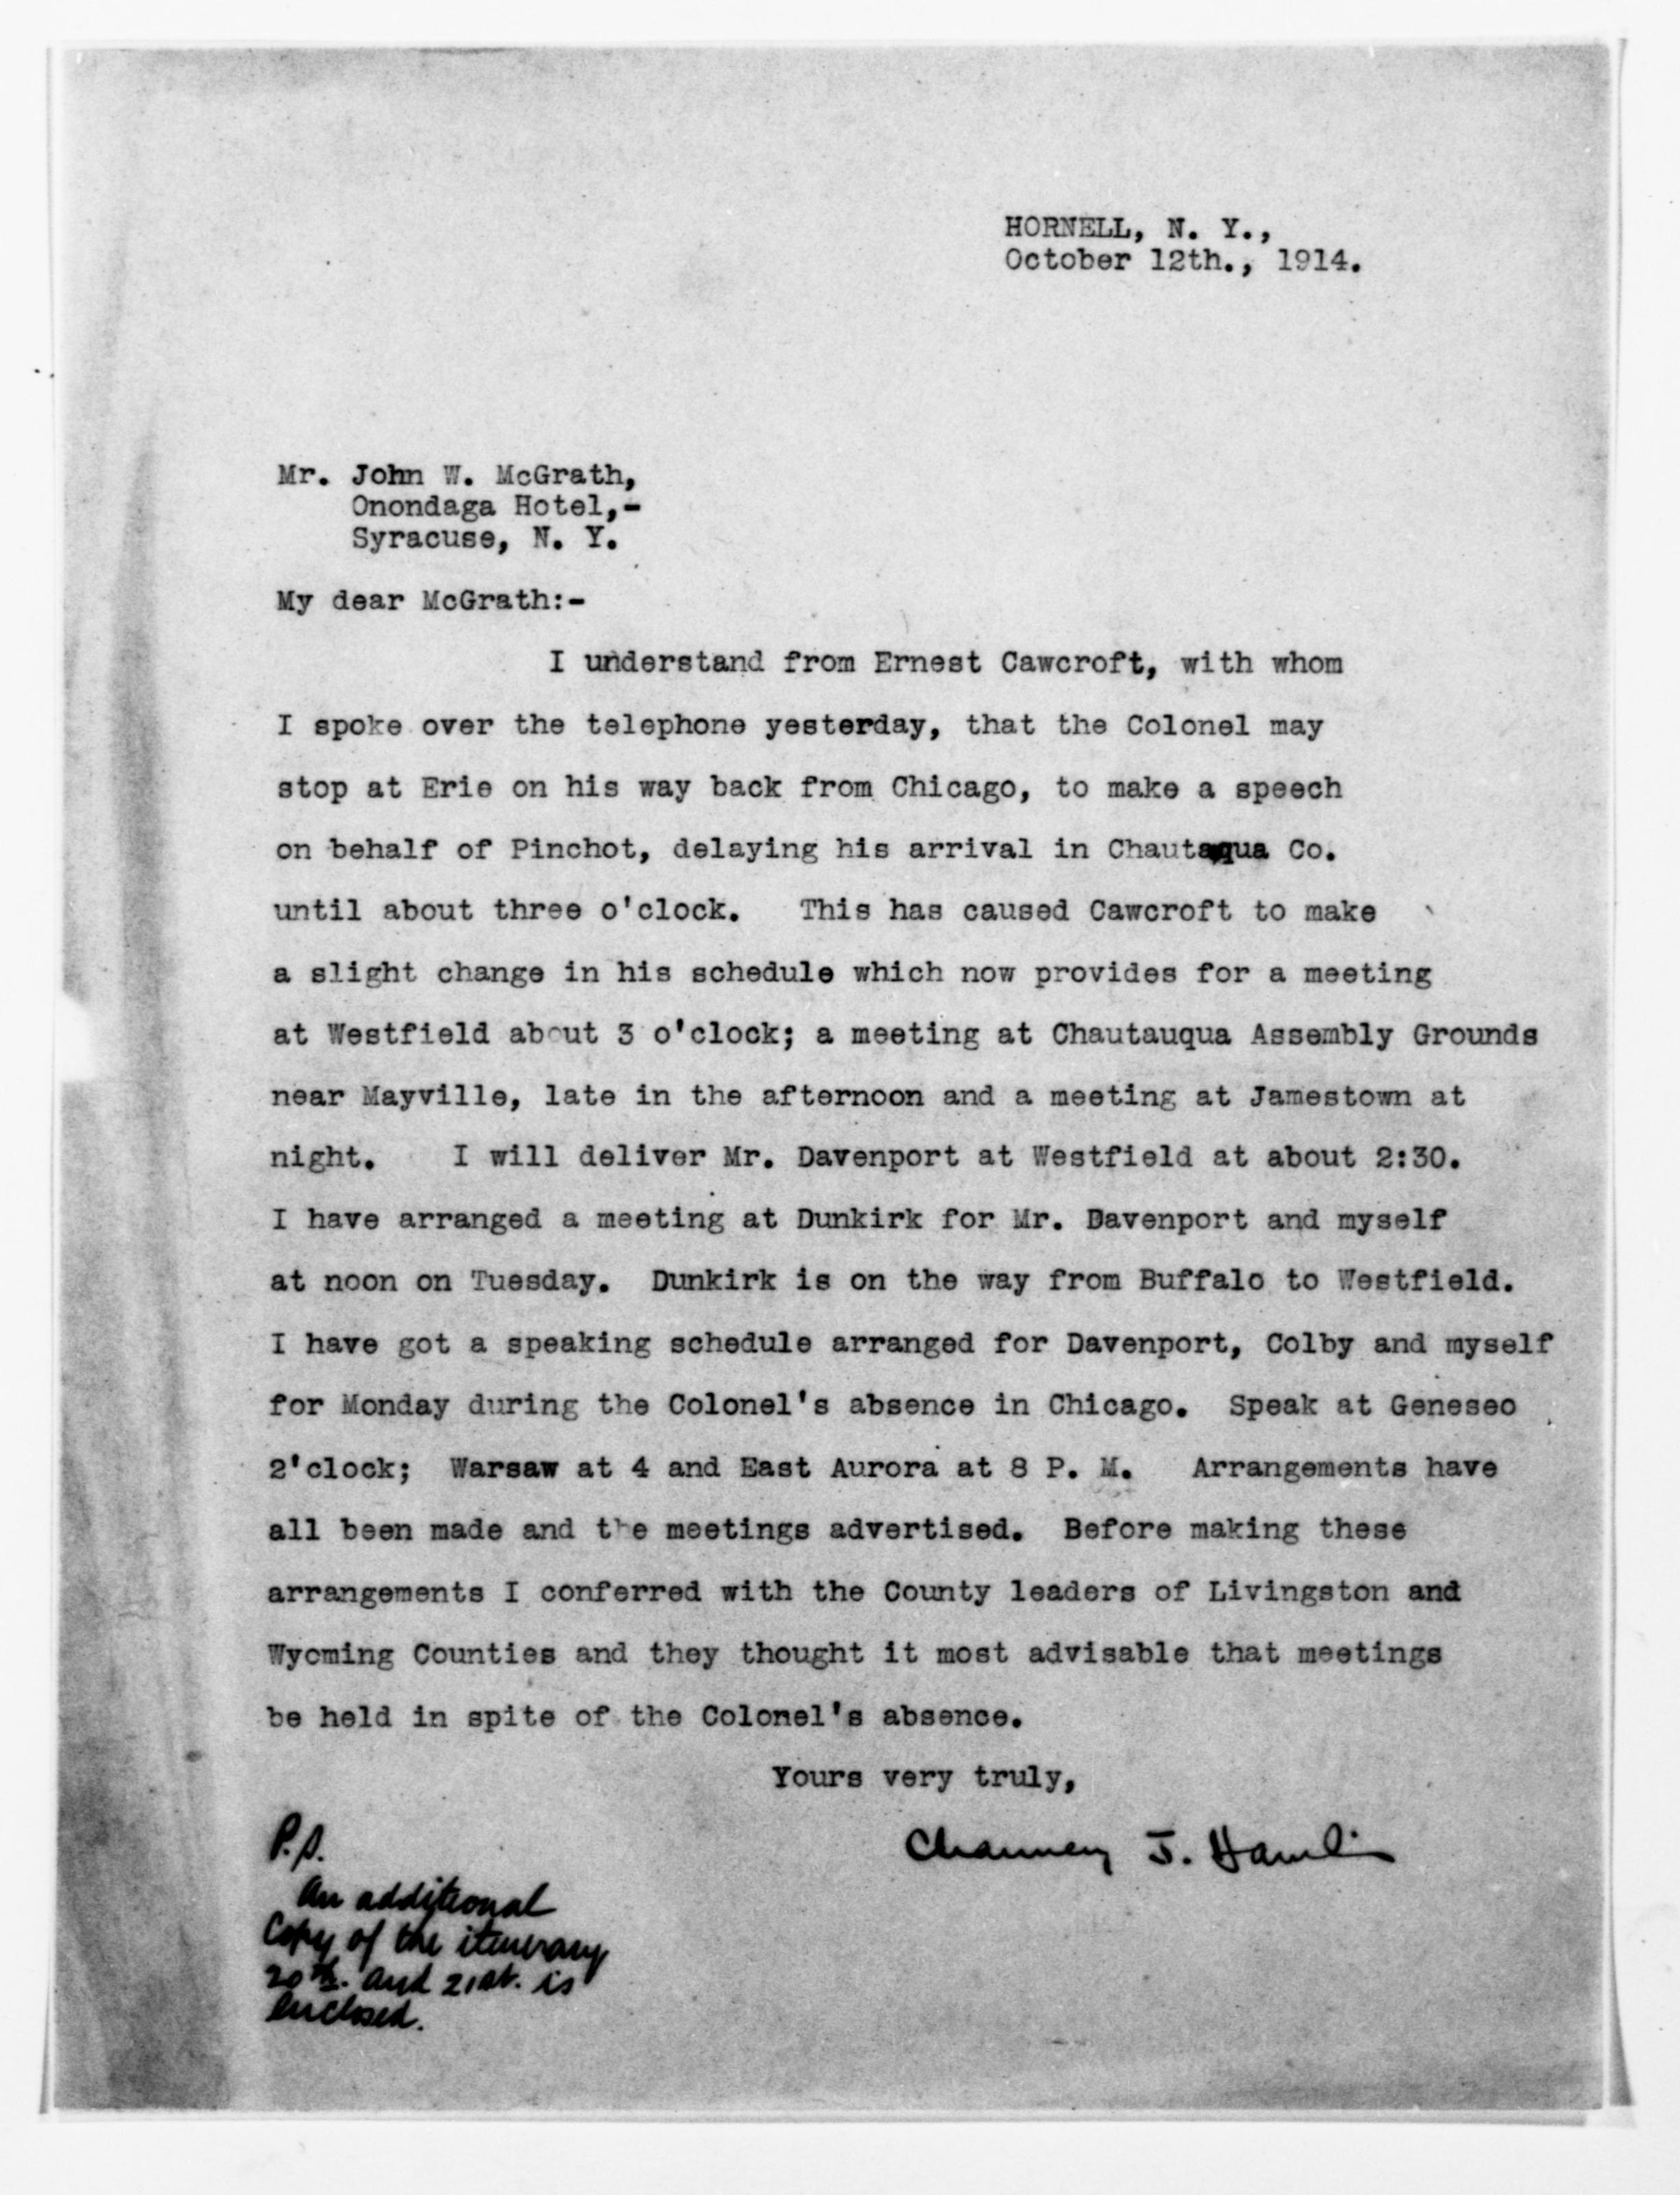 HORNELL, N. Y.,
October 12th., 1914.
Mr. John W. McGrath,
Onondaga Hotel,-
Syracuse, N. Y.
My dear McGrath:-
I understand from Ernest Cawcroft, with whom
I spoke over the telephone yesterday, that the Colonel may
stop at Erie on his way back from Chicago, to make a speech
on behalf of Pinchot, delaying his arrival in Chautaqua Co.
until about three o'clock. This has caused Cawcroft to make
a slight change in his schedule which now provides for a meeting
at Westfield about 3 o'clock; a meeting at Chautauqua Assembly Grounds
near Mayville, late in the afternoon and a meeting at Jamestown at
night. I will deliver Mr. Davenport at Westfield at about 2:30.
I have arranged a meeting at Dunkirk for Mr. Davenport and myself
at noon on Tuesday. Dunkirk is on the way from Buffalo to Westfield.
I have got a speaking schedule arranged for Davenport, Colby and myself
for Monday during the Colonel's absence in Chicago. Speak at Geneseo
2'clock; Warsaw at 4 and East Aurora at 8 P. M. Arrangements have
all been made and the meetings advertised. Before making these
arrangements I conferred with the County leaders of Livingston and
Wyoming Counties and they thought it most advisable that meetings
be held in spite of the Colonel's absence.
Yours very truly,
Chauncey J. Hamlin
P.S.
An additional
Copy of the itinerary
20th. and 21st. is
enclosed.